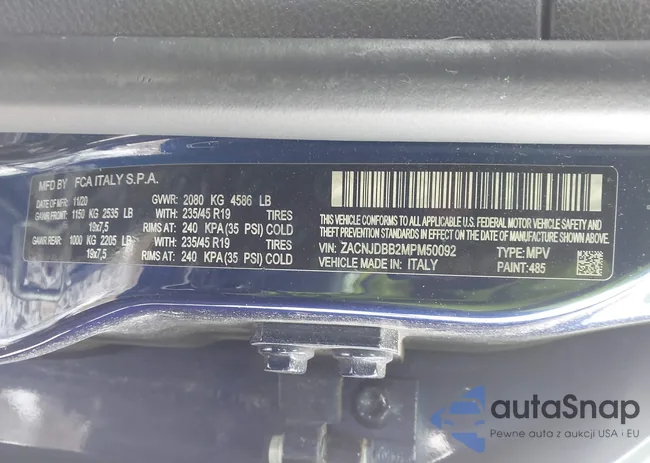 MFD BY FCA ITALY S.P.A.
DATE OF MFR: 11/20 GVWR: 2080 KG 4586 LB
GAWR FRONT: 1150 KG 2535 LB WITH 235/45 R19 TIRES
19x7,5 RIMS AT: 240 KPA (35 PSI) COLD
GAWR REAR: 1000 KG 2205 LB WITH 235/45 R19 TIRES
19x7,5 RIMS AT: 240 KPA (35 PSI) COLD
THIS VEHICLE CONFORMS TO ALL APPLICABLE
U.S. FEDERAL MOTOR VEHICLE SAFETY AND THEFT
PREVENTION STANDARDS IN EFFECT ON THE DATE OF MFR. SHOWN ABOVE
VIN: ZACNJDBB2MPM50092 TYPE: MPV
VEHICLE MADE IN: ITALY PAINT: 485
autaSnap
Pewne auta z aukcji USA i EU